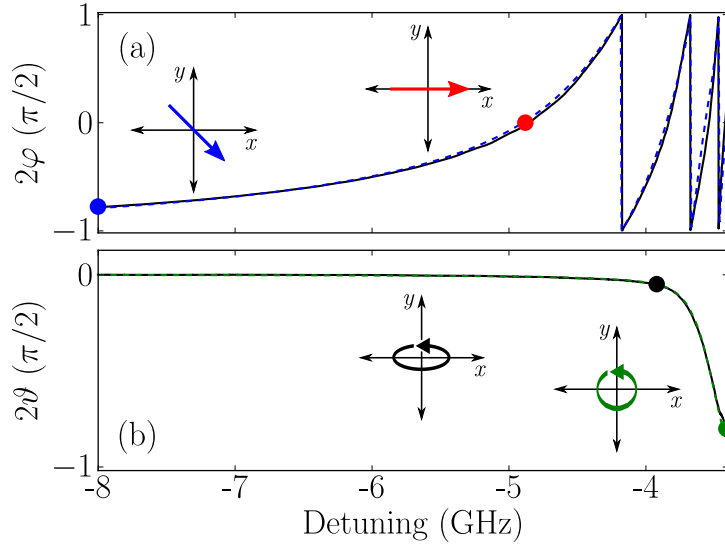 1
(a)
y
y
x
x
0
2φ (π/2)
−1
0
y
y
x
x
2ϑ (π/2)
(b)
−1
-8
-7
-6
-5
-4
Detuning (GHz)